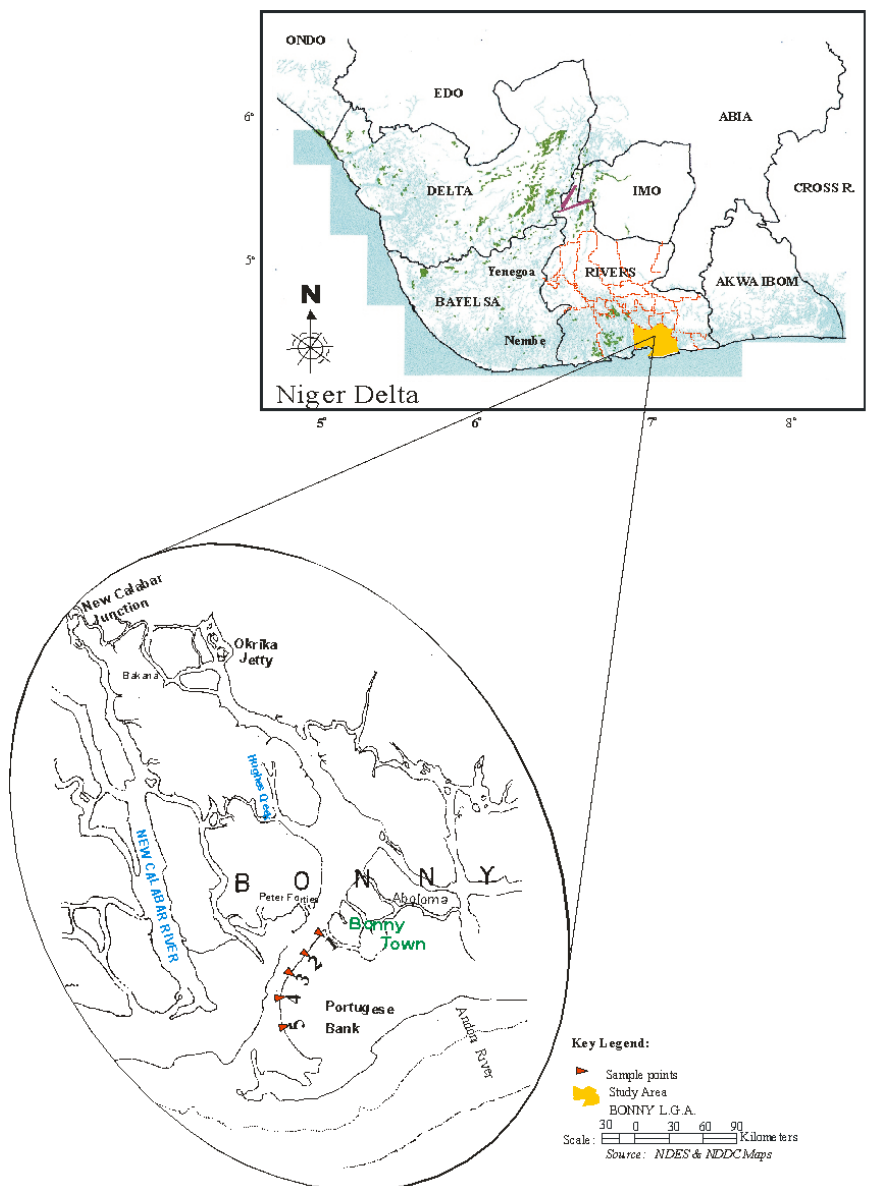 ONDO
EDO
6°
ABIA
DELTA
IMO
CROSS R.
5°
Yenegoa
RIVERS
AKWA IBOM
BAYELSA
N
Nembe
Niger Delta
5°
6°
7°
8°
New Calabar
Junction
Okrika
Jetty
Bakana
NEW CALABAR RIVER
B O N N Y
Peter Forties
Aboloma
Bonny
Town
1
2
3
4
5
Portugese
Bank
Andoni River
Key Legend:
Sample points
Study Area
BONNY L.G.A.
30 0 30 60 90
Scale: Kilometers
Source: NDES & NDDC Maps